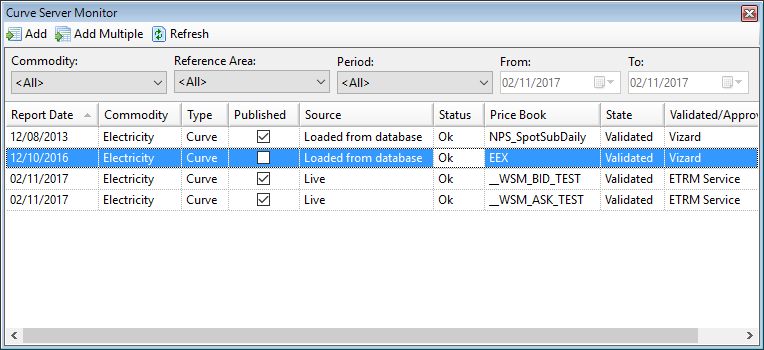 Curve Server Monitor
Add Add Multiple Refresh
Commodity: Reference Area: Period: From: To:
<All> <All> <All> 02/11/2017 02/11/2017
Report Date Commodity Type Published Source Status Price Book State Validated/Approv
12/08/2013 Electricity Curve Loaded from database Ok NPS_SpotSubDaily Validated Vizard
12/10/2016 Electricity Curve Loaded from database Ok EEX Validated Vizard
02/11/2017 Electricity Curve Live Ok __WSM_BID_TEST Validated ETRM Service
02/11/2017 Electricity Curve Live Ok __WSM_ASK_TEST Validated ETRM Service